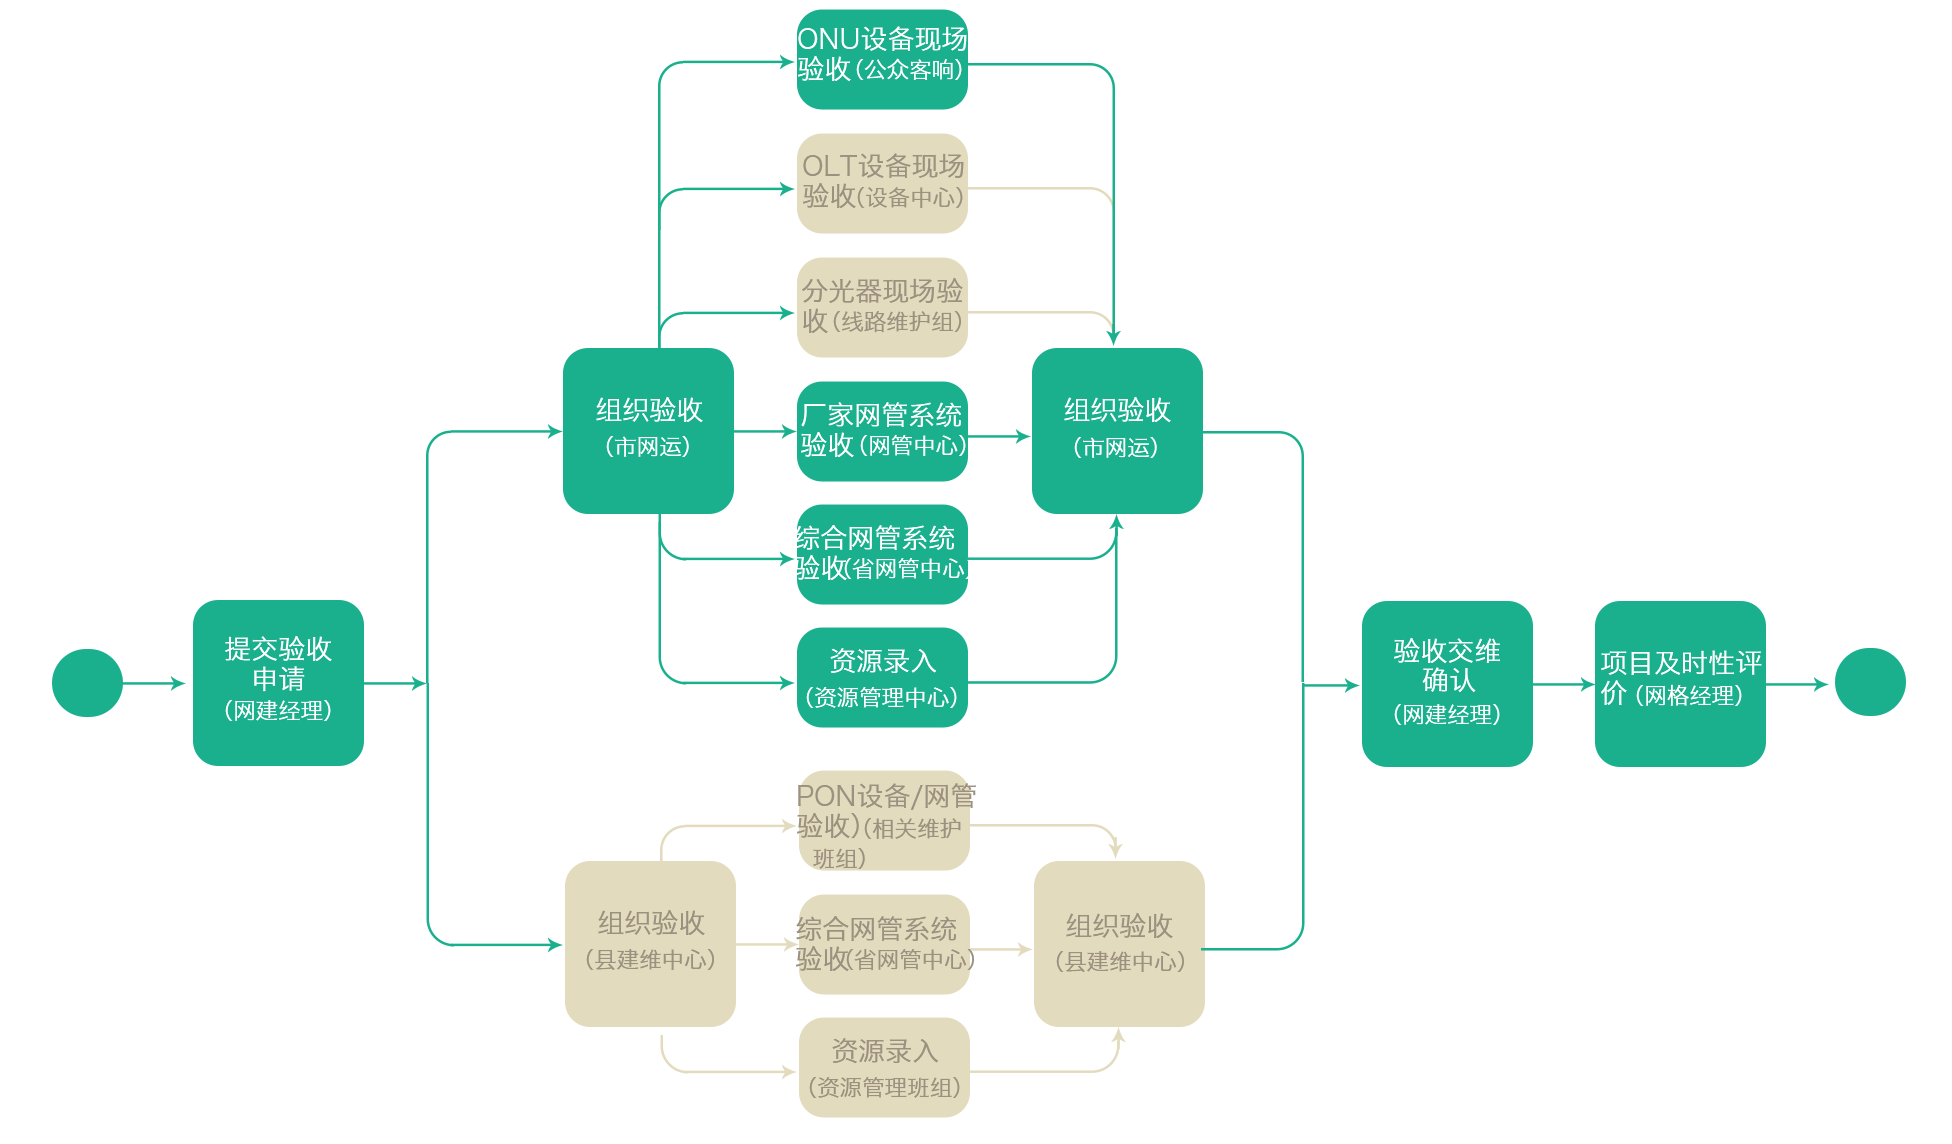 ONU设备现场
验收（公众客响）
OLT设备现场
验收（设备中心）
分光器现场验
收（线路维护组）
组织验收
（市网运）
厂家网管系统
验收（网管中心）
组织验收
（市网运）
综合网管系统
验收（省网管中心）
提交验收
申请
（网建经理）
资源录入
（资源管理中心）
验收交维
确认
（网建经理）
项目及时性评
价（网格经理）
PON设备/网管
验收）（相关维护
班组）
组织验收
（县建维中心）
综合网管系统
验收（省网管中心）
组织验收
（县建维中心）
资源录入
（资源管理班组）